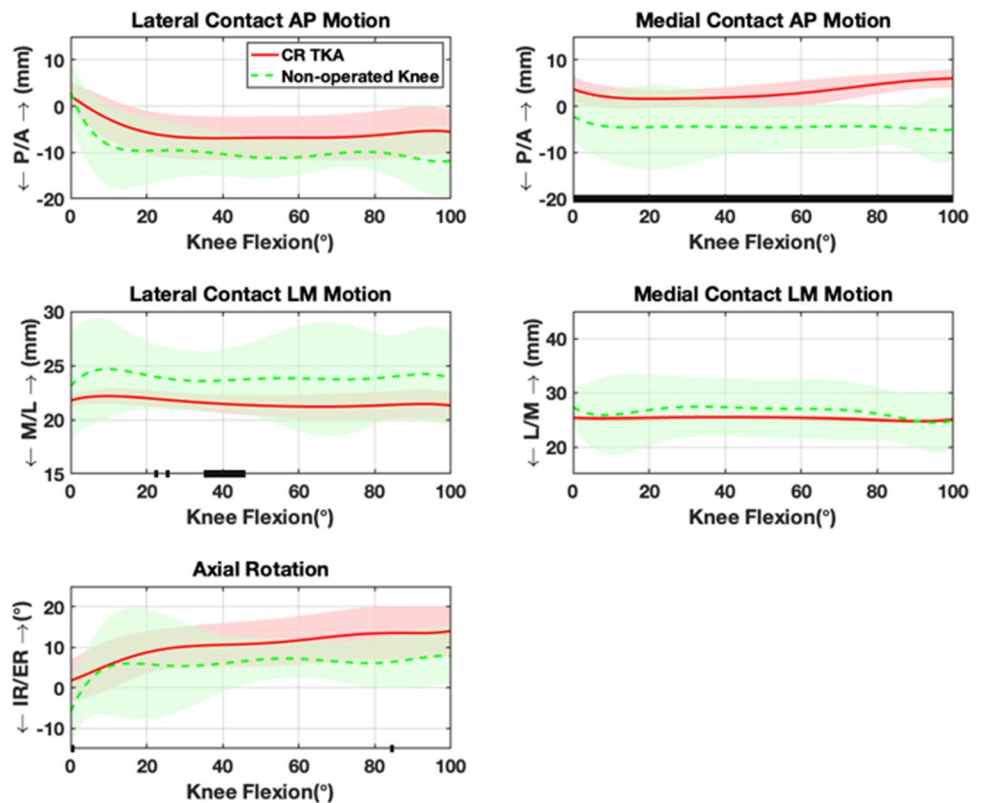 Lateral Contact AP Motion
CR TKA
Non-operated Knee
← P/A → (mm)
10
0
-10
-20
0 20 40 60 80 100
Knee Flexion(°)
Medial Contact AP Motion
← P/A → (mm)
10
0
-10
-20
0 20 40 60 80 100
Knee Flexion(°)
Lateral Contact LM Motion
← M/L → (mm)
30
25
20
15
0 20 40 60 80 100
Knee Flexion(°)
Medial Contact LM Motion
← L/M → (mm)
40
30
20
0 20 40 60 80 100
Knee Flexion(°)
Axial Rotation
← IR/ER →(°)
20
10
0
-10
0 20 40 60 80 100
Knee Flexion(°)